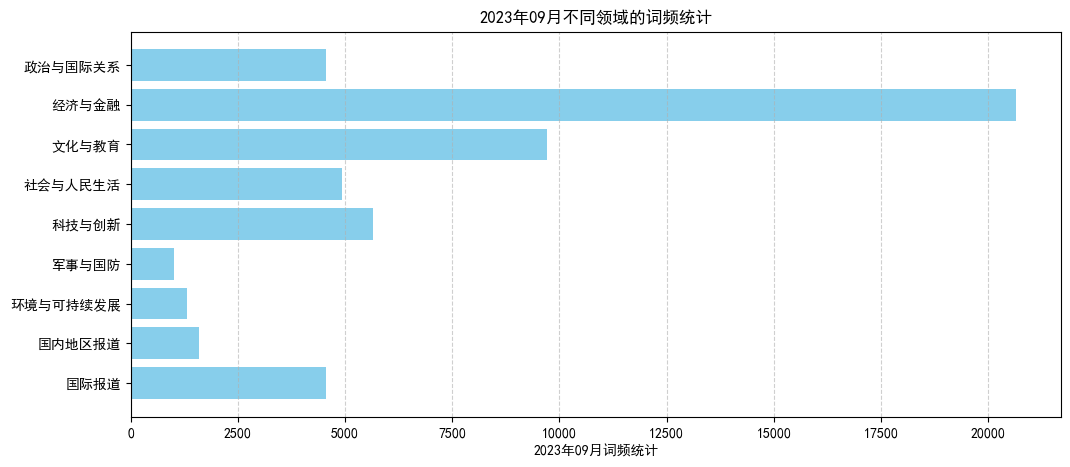 2023年09月不同领域的词频统计
政治与国际关系
经济与金融
文化与教育
社会与人民生活
科技与创新
军事与国防
环境与可持续发展
国内地区报道
国际报道
0 2500 5000 7500 10000 12500 15000 17500 20000
2023年09月词频统计